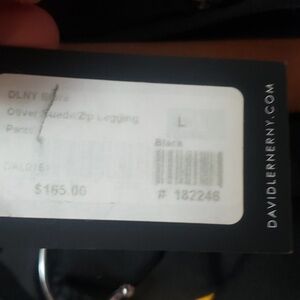 DLNY
Oliver Suede Zip Legging
L
Pants
Black
$165.00
# 182246
DAVIDLERNERNY.COM